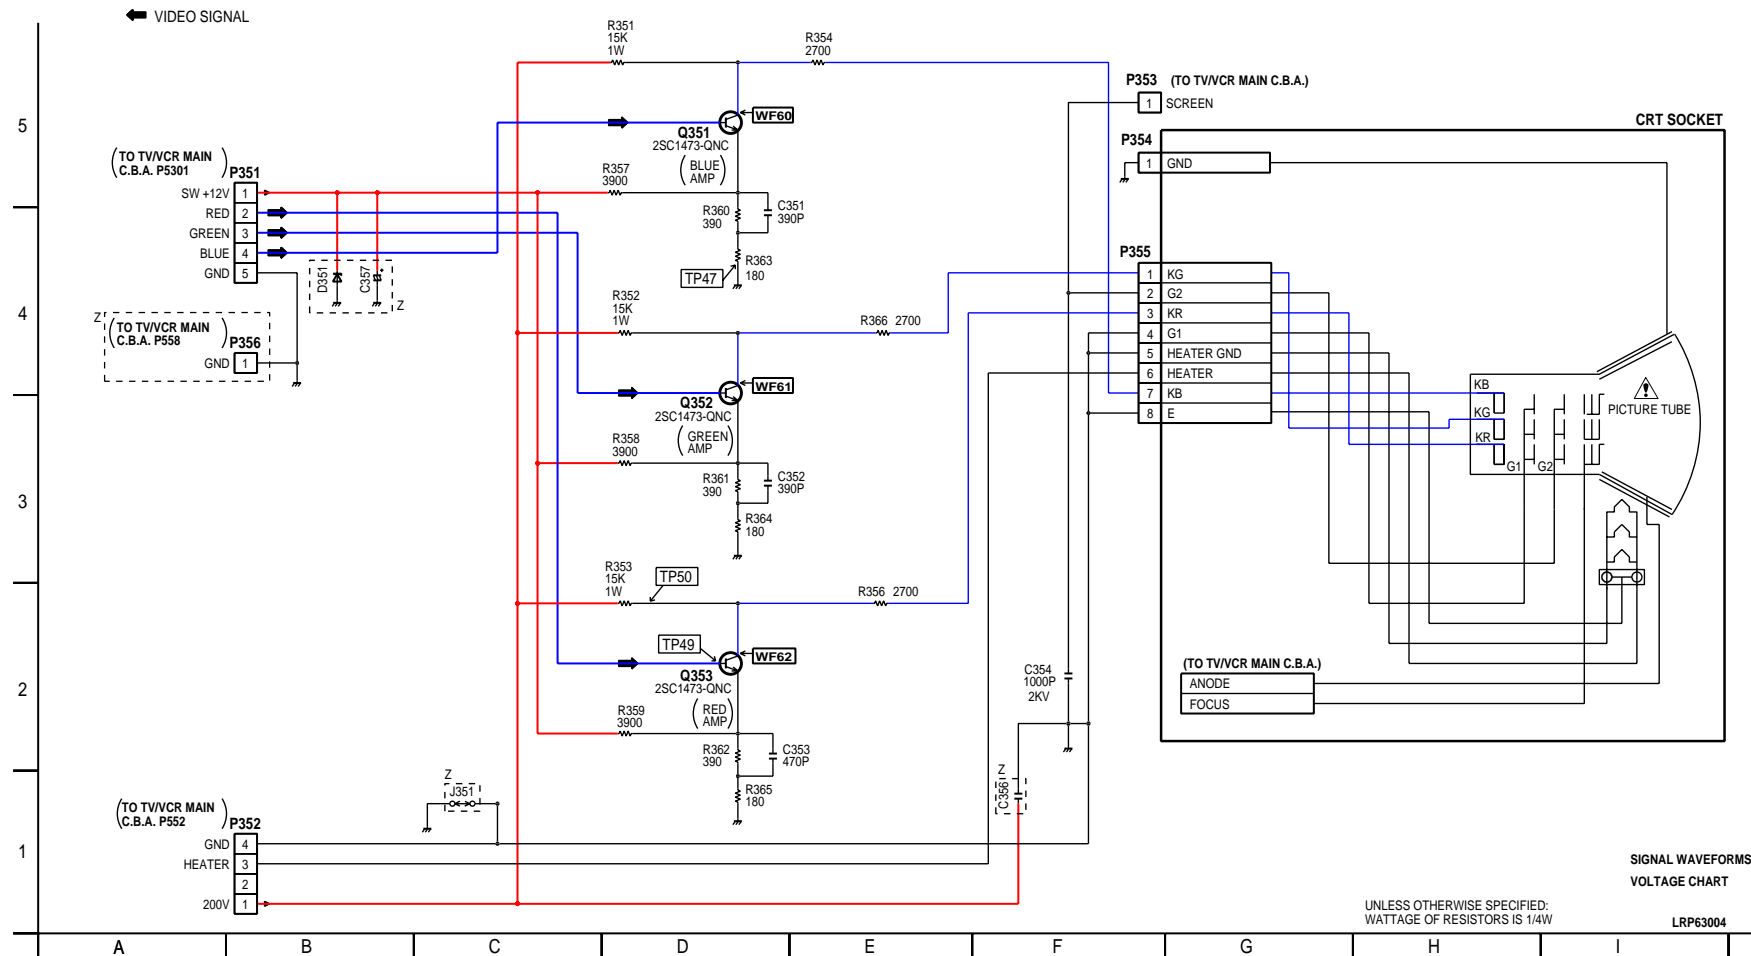 VIDEO SIGNAL
R351
15K
1W
R354
2700
P353 (TO TV/VCR MAIN C.B.A.)
1 SCREEN
WF60
CRT SOCKET
5
Q351
2SC1473-QNC
(BLUE
AMP)
P354
1 GND
(TO TV/VCR MAIN
C.B.A. P5301)
P351
SW +12V 1
RED 2
GREEN 3
BLUE 4
GND 5
R357
3900
R360
390
C351
390P
R363
180
TP47
D351
C357
Z
P355
1 KG
2 G2
3 KR
4 G1
5 HEATER GND
6 HEATER
7 KB
8 E
4
Z
(TO TV/VCR MAIN
C.B.A. P558)
P356
GND 1
R352
15K
1W
R366 2700
WF61
Q352
2SC1473-QNC
(GREEN
AMP)
KB
KG
KR
G1
G2
PICTURE TUBE
R358
3900
R361
390
C352
390P
3
R364
180
R353
15K
1W
TP50
R356 2700
TP49
WF62
Q353
2SC1473-QNC
(RED
AMP)
2
C354
1000P
2KV
(TO TV/VCR MAIN C.B.A.)
ANODE
FOCUS
R359
3900
R362
390
C353
470P
R365
180
Z
J351
Z
C356
(TO TV/VCR MAIN
C.B.A. P552)
P352
GND 4
HEATER 3
2
200V 1
1
SIGNAL WAVEFORMS
VOLTAGE CHART
UNLESS OTHERWISE SPECIFIED:
WATTAGE OF RESISTORS IS 1/4W
LRP63004
A B C D E F G H I